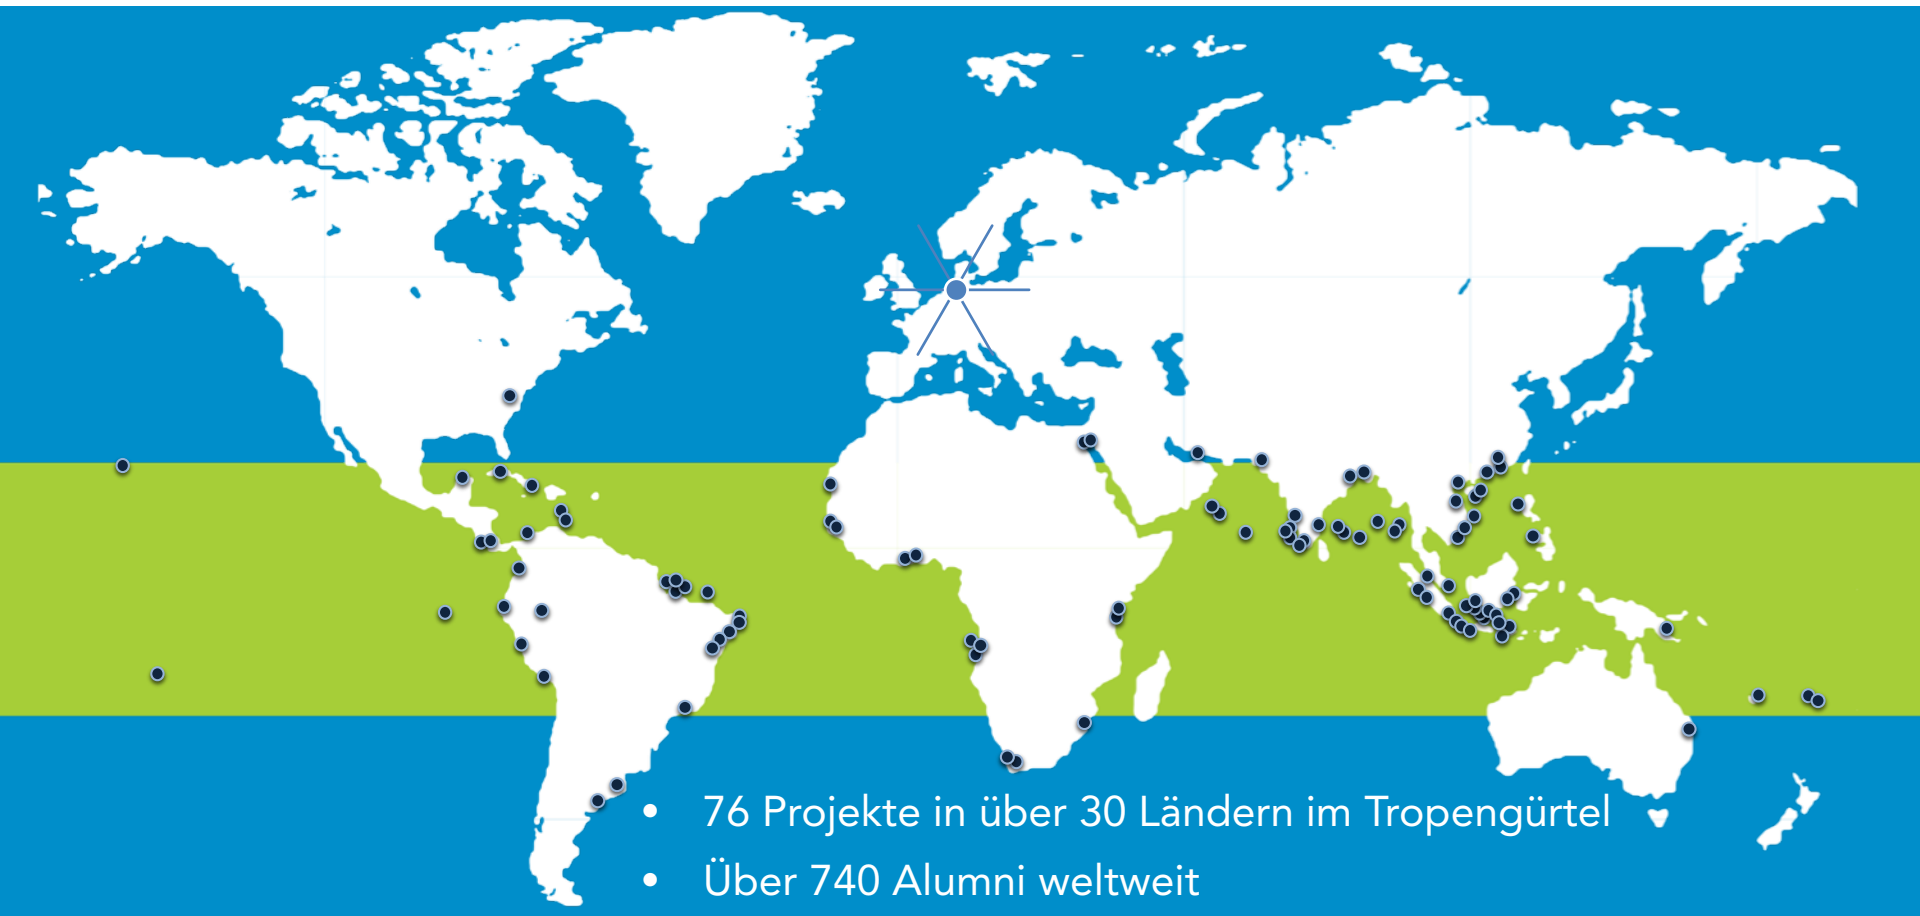 • 76 Projekte in über 30 Ländern im Tropengürtel
• Über 740 Alumni weltweit